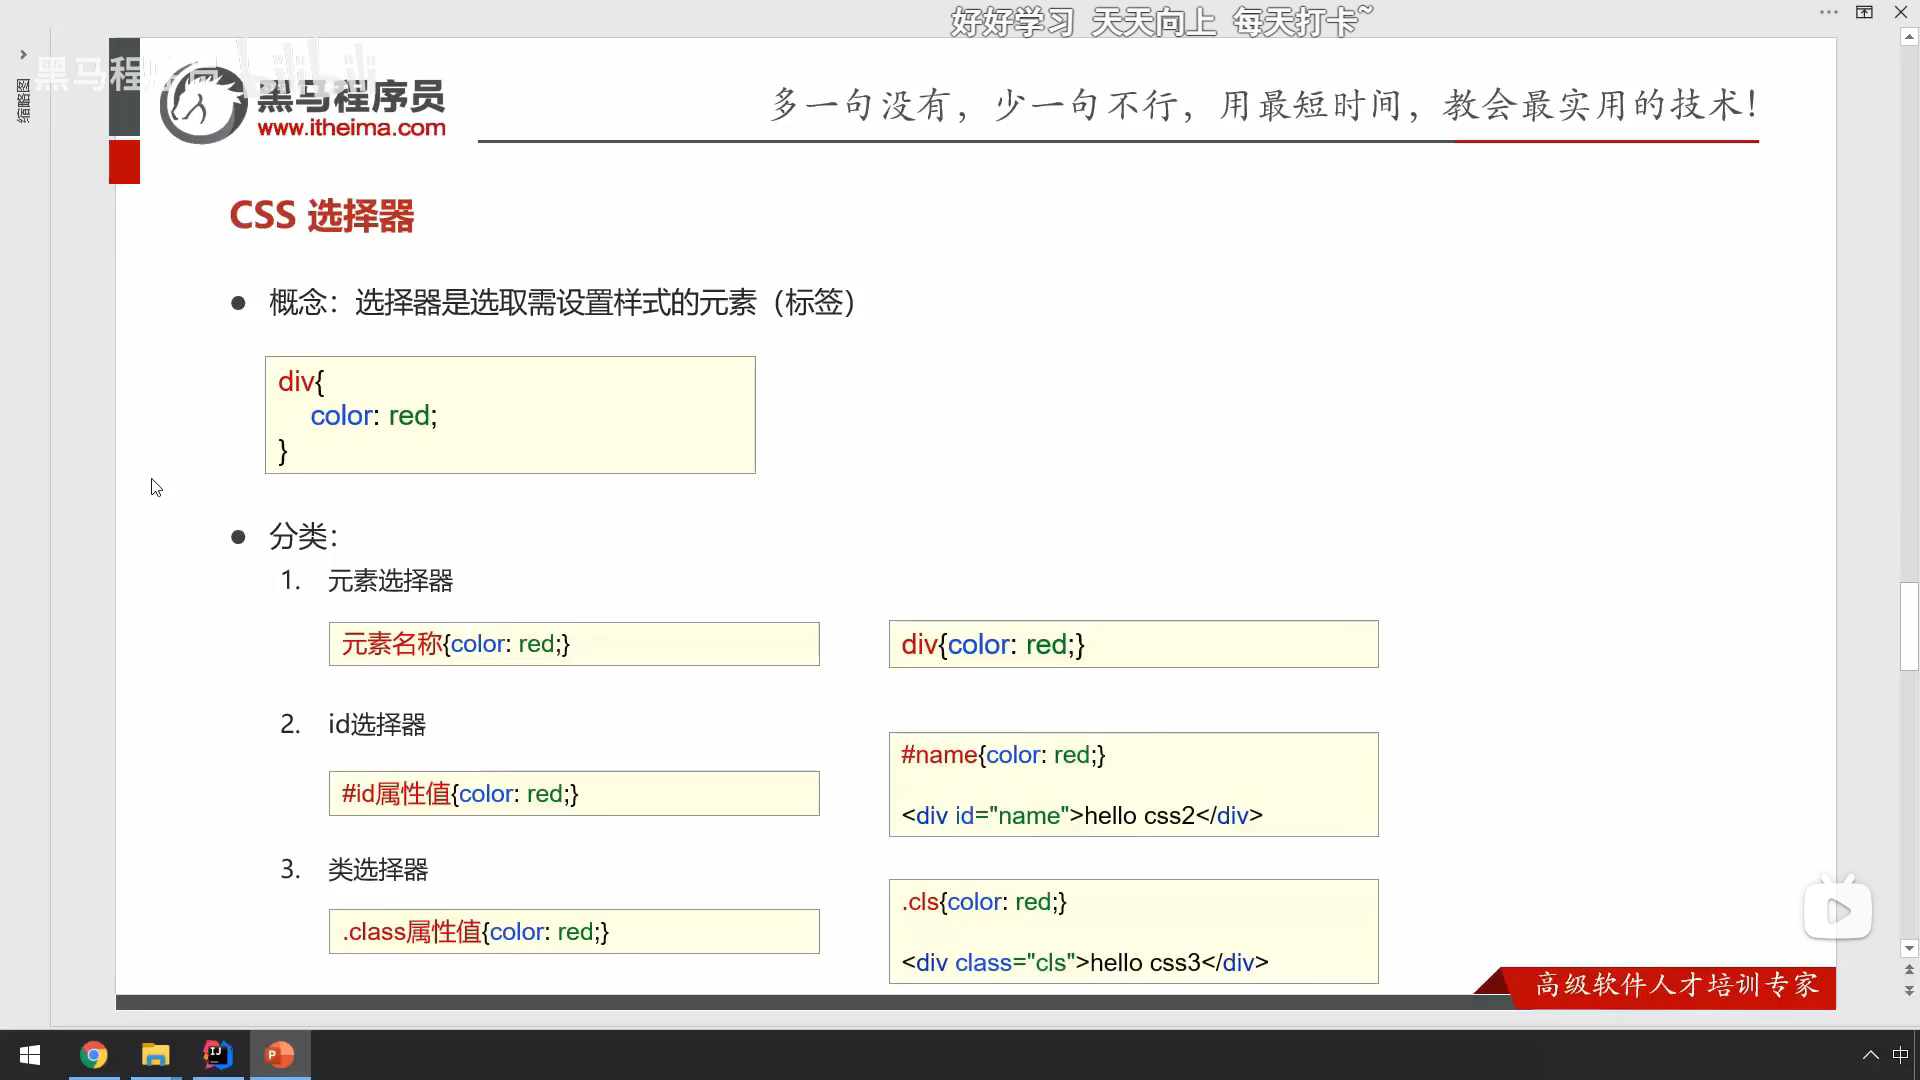 好好学习 天天向上 每天打卡~
缩略图
黑马程序员
黑马程序员
www.itheima.com
多一句没有，少一句不行，用最短时间，教会最实用的技术！
CSS 选择器
● 概念：选择器是选取需设置样式的元素（标签）
div{
color: red;
}
● 分类：
1. 元素选择器
元素名称{color: red;}
div{color: red;}
2. id选择器
#id属性值{color: red;}
#name{color: red;}
<div id="name">hello css2</div>
3. 类选择器
.class属性值{color: red;}
.cls{color: red;}
<div class="cls">hello css3</div>
高级软件人才培训专家
中